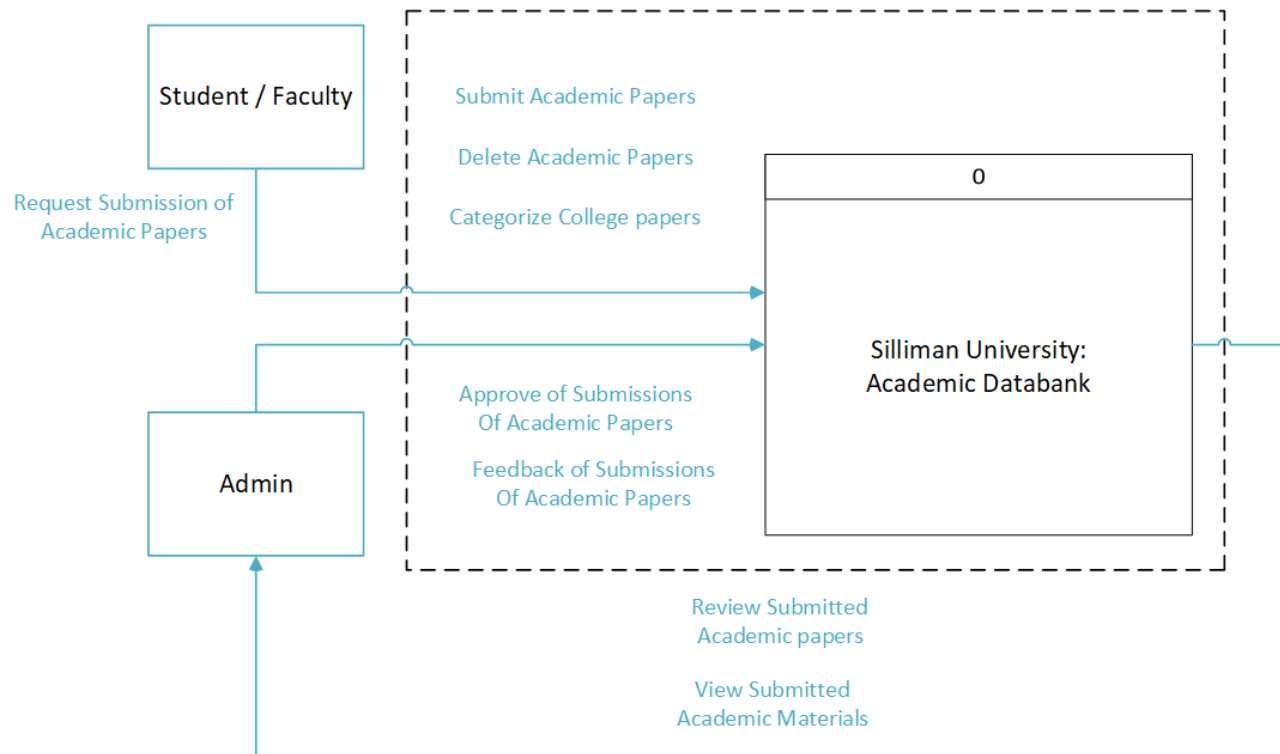 Student / Faculty
Request Submission of
Academic Papers
Submit Academic Papers
Delete Academic Papers
Categorize College papers
0
Silliman University:
Academic Databank
Admin
Approve of Submissions
Of Academic Papers
Feedback of Submissions
Of Academic Papers
Review Submitted
Academic papers
View Submitted
Academic Materials